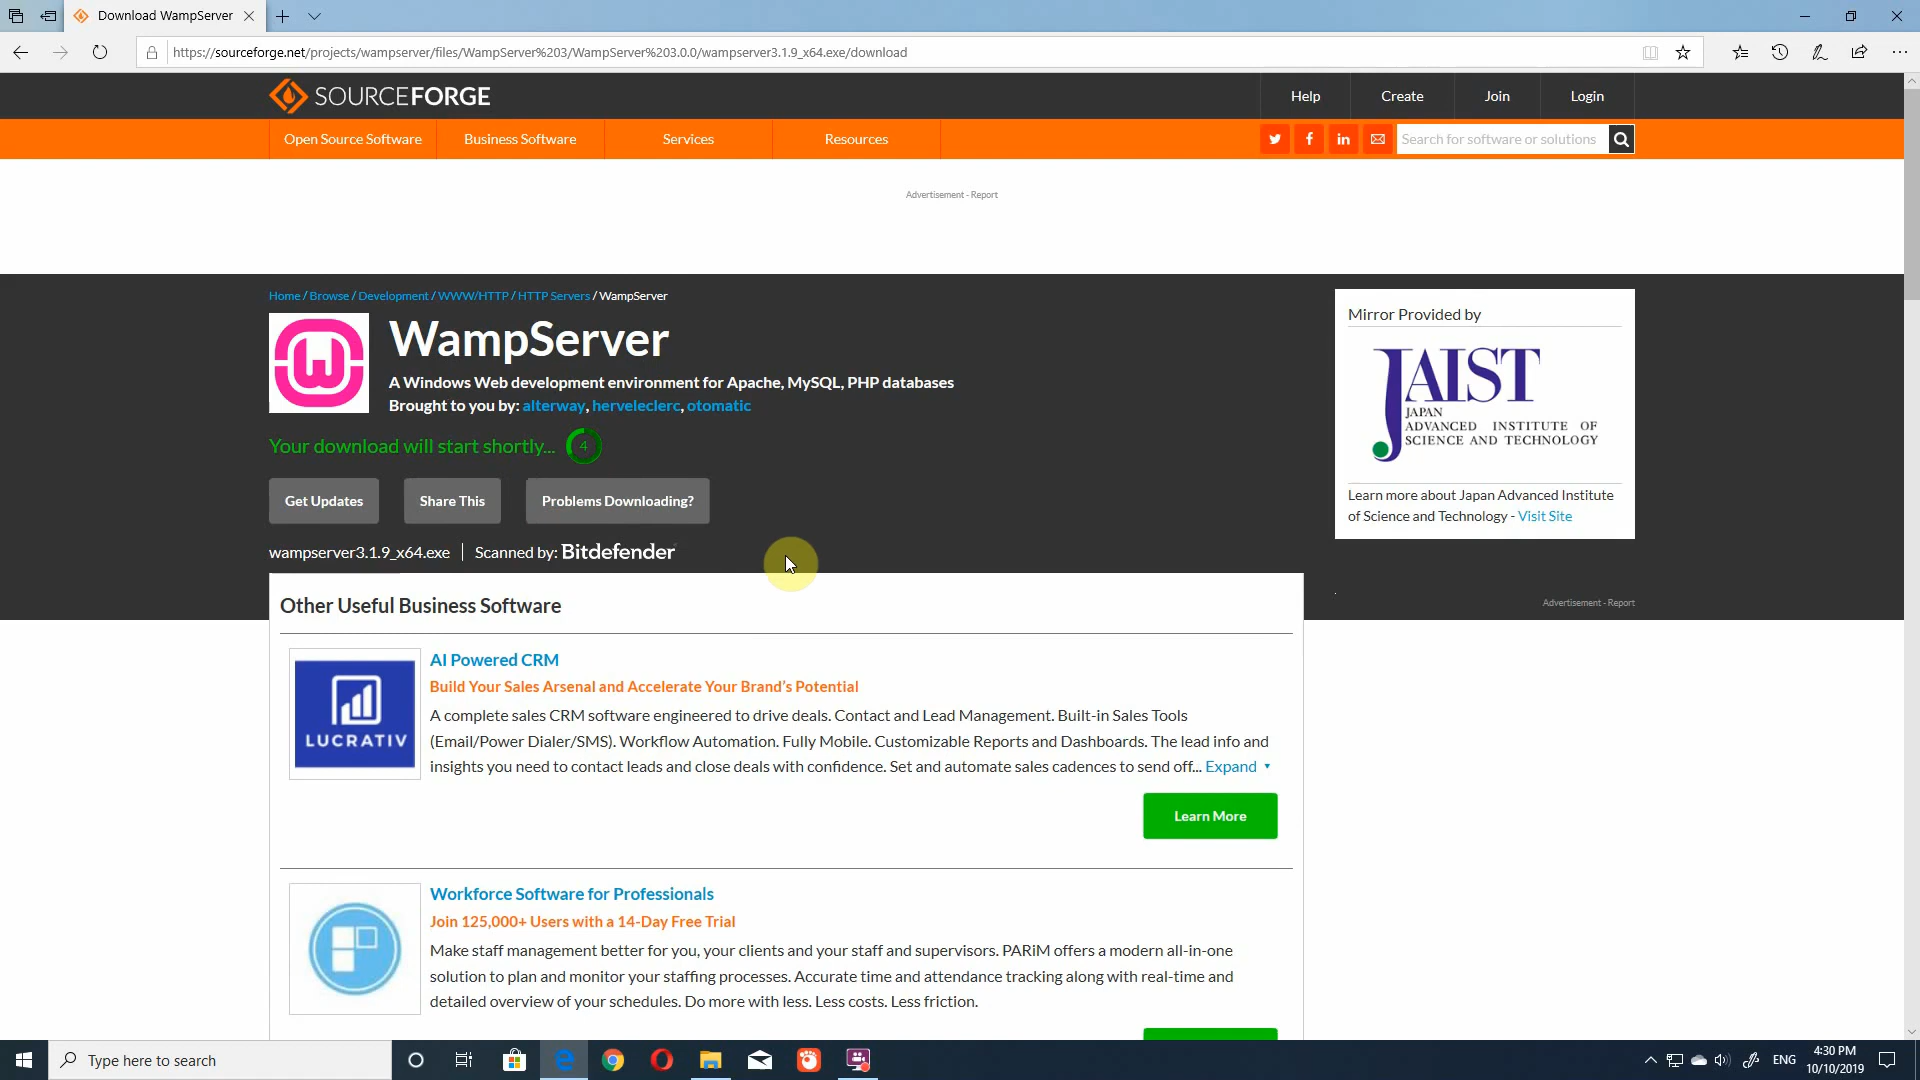 Download WampServer
https://sourceforge.net/projects/wampserver/files/WampServer%203/WampServer%203.0.0/wampserver3.1.9_x64.exe/download
SOURCEFORGE
Help
Create
Join
Login
Open Source Software
Business Software
Services
Resources
Search for software or solutions
Advertisement - Report
Home / Browse / Development / WWW/HTTP / HTTP Servers / WampServer
WampServer
A Windows Web development environment for Apache, MySQL, PHP databases
Brought to you by: alterway, herveleclerc, otomatic
Your download will start shortly... 4
Get Updates
Share This
Problems Downloading?
wampserver3.1.9_x64.exe
Scanned by: Bitdefender
Mirror Provided by
JAIST
JAPAN
ADVANCED INSTITUTE OF
SCIENCE AND TECHNOLOGY
Learn more about Japan Advanced Institute
of Science and Technology - Visit Site
Advertisement - Report
Other Useful Business Software
LUCRATIV
AI Powered CRM
Build Your Sales Arsenal and Accelerate Your Brand's Potential
A complete sales CRM software engineered to drive deals. Contact and Lead Management. Built-in Sales Tools
(Email/Power Dialer/SMS). Workflow Automation. Fully Mobile. Customizable Reports and Dashboards. The lead info and
insights you need to contact leads and close deals with confidence. Set and automate sales cadences to send off... Expand
Learn More
Workforce Software for Professionals
Join 125,000+ Users with a 14-Day Free Trial
Make staff management better for you, your clients and your staff and supervisors. PARiM offers a modern all-in-one
solution to plan and monitor your staffing processes. Accurate time and attendance tracking along with real-time and
detailed overview of your schedules. Do more with less. Less costs. Less friction.
Type here to search
ENG
4:30 PM
10/10/2019